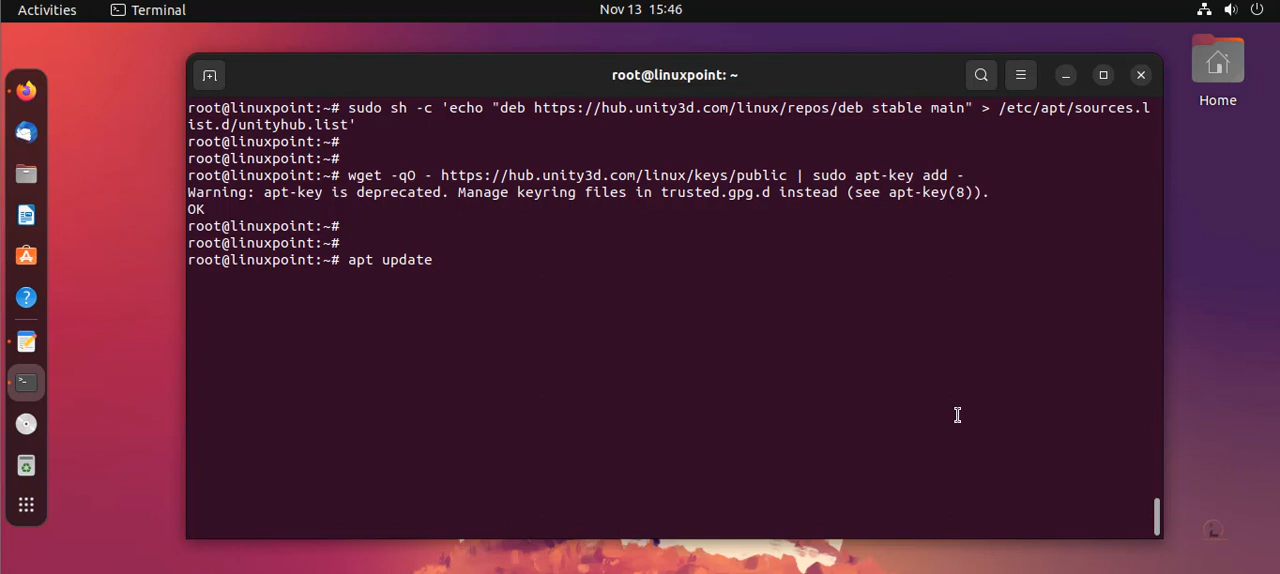 Activities
Terminal
Nov 13 15:46
root@linuxpoint: ~
Home
root@linuxpoint:~# sudo sh -c 'echo "deb https://hub.unity3d.com/linux/repos/deb stable main" > /etc/apt/sources.l
ist.d/unityhub.list'
root@linuxpoint:~#
root@linuxpoint:~#
root@linuxpoint:~# wget -qO - https://hub.unity3d.com/linux/keys/public | sudo apt-key add -
Warning: apt-key is deprecated. Manage keyring files in trusted.gpg.d instead (see apt-key(8)).
OK
root@linuxpoint:~#
root@linuxpoint:~#
root@linuxpoint:~# apt update